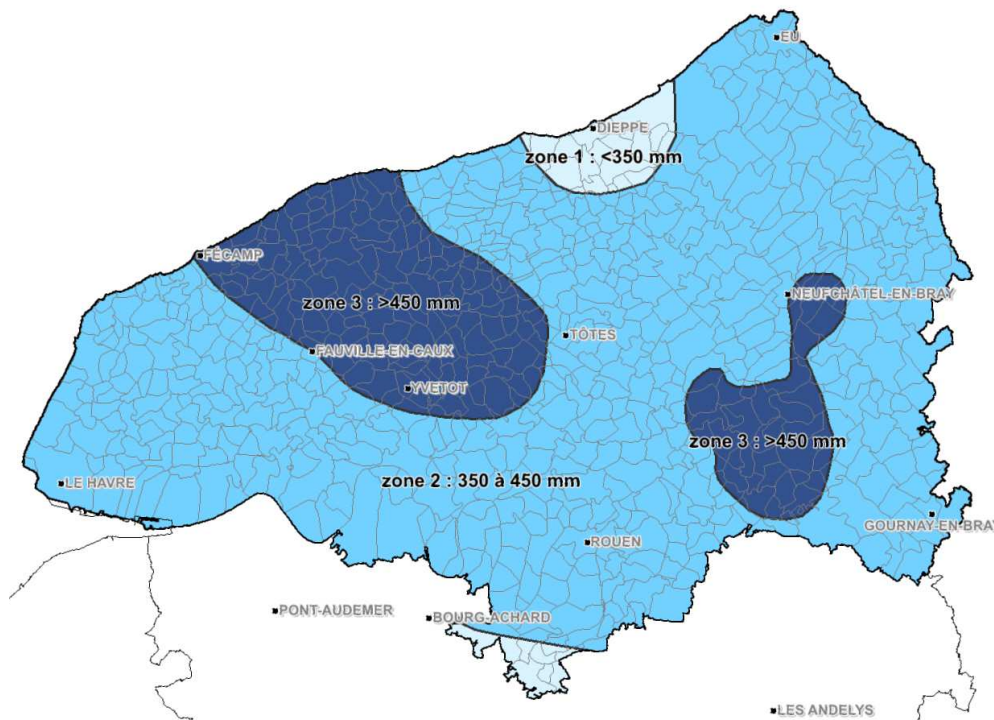 EU
DIEPPE
zone 1 : <350 mm
FÉCAMP
NEUFCHÂTEL-EN-BRAY
zone 3 : >450 mm
TÔTES
FAUVILLE-EN-CAUX
YVETOT
zone 3 : >450 mm
zone 2 : 350 à 450 mm
LE HAVRE
GOURNAY-EN-BRAY
ROUEN
PONT-AUDEMER
BOURG-ACHARD
LES ANDELYS